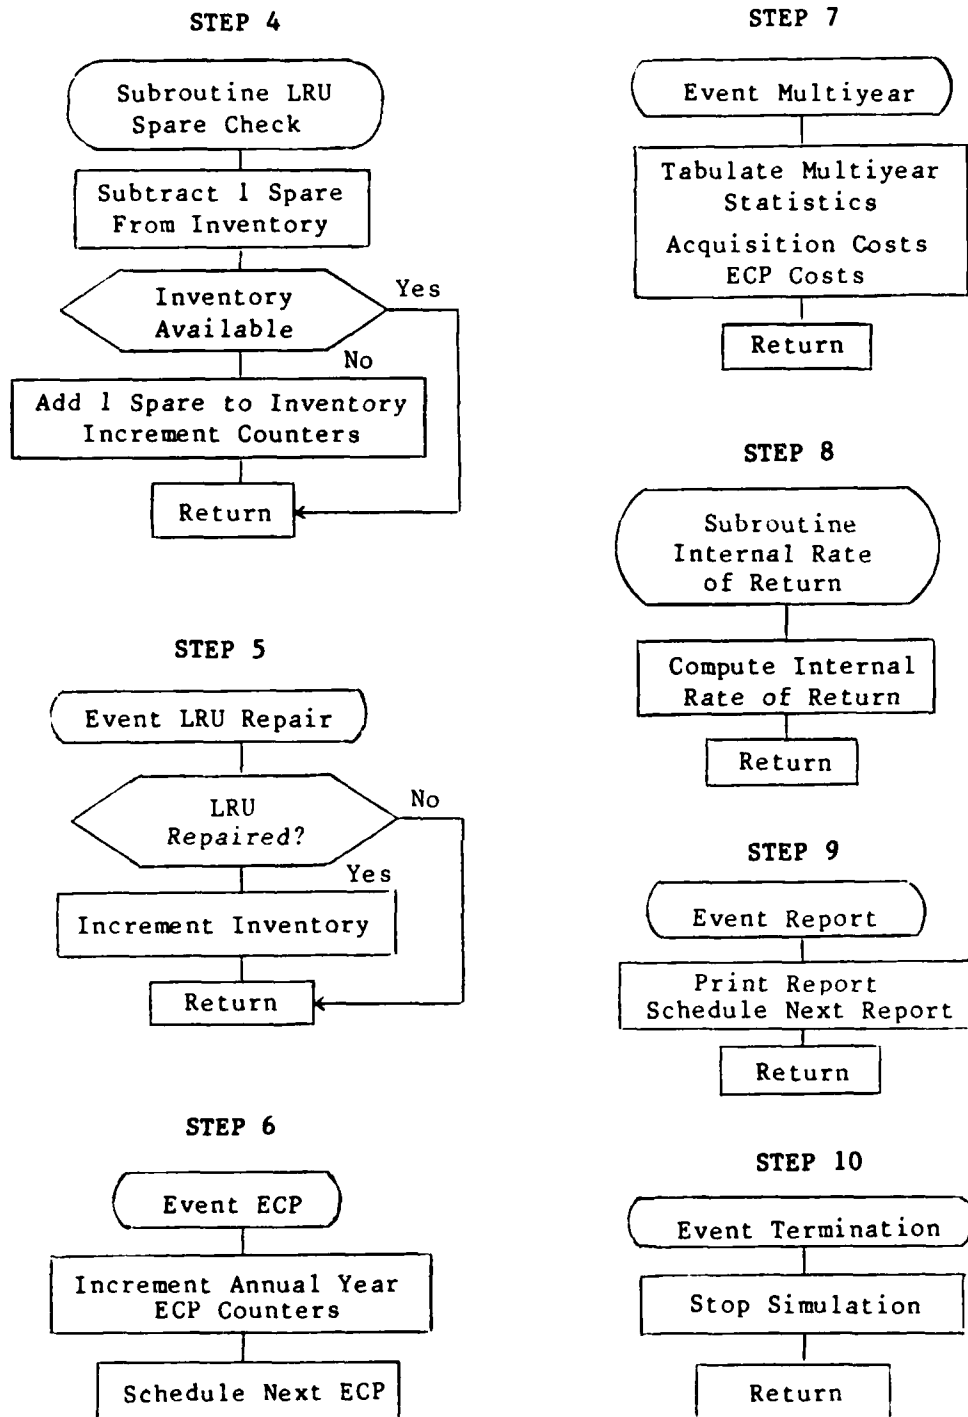 STEP 4
Subroutine LRU
Spare Check
Subtract 1 Spare
From Inventory
Inventory
Available
Yes
No
Add 1 Spare to Inventory
Increment Counters
Return
STEP 5
Event LRU Repair
LRU
Repaired?
No
Yes
Increment Inventory
Return
STEP 6
Event ECP
Increment Annual Year
ECP Counters
Schedule Next ECP
STEP 7
Event Multiyear
Tabulate Multiyear
Statistics
Acquisition Costs
ECP Costs
Return
STEP 8
Subroutine
Internal Rate
of Return
Compute Internal
Rate of Return
Return
STEP 9
Event Report
Print Report
Schedule Next Report
Return
STEP 10
Event Termination
Stop Simulation
Return